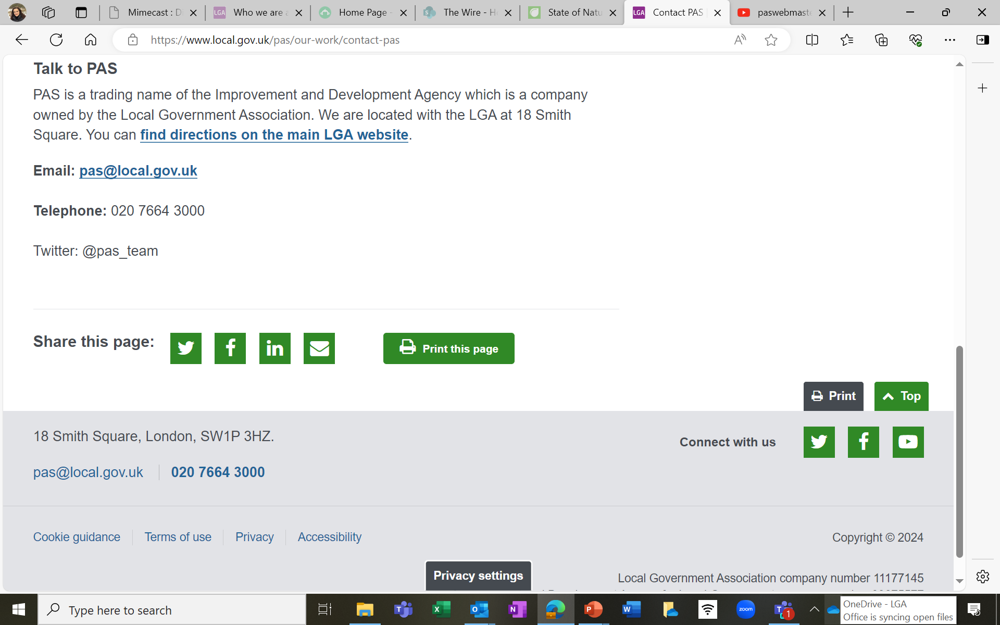 Mimecast : D
LGA
Who we are a
Home Page -
The Wire - H
State of Natu
LGA
Contact PAS
paswebmaste
https://www.local.gov.uk/pas/our-work/contact-pas
Talk to PAS
PAS is a trading name of the Improvement and Development Agency which is a company
owned by the Local Government Association. We are located with the LGA at 18 Smith
Square. You can find directions on the main LGA website.
Email: pas@local.gov.uk
Telephone: 020 7664 3000
Twitter: @pas_team
Share this page:
Print this page
Print
Top
18 Smith Square, London, SW1P 3HZ.
Connect with us
pas@local.gov.uk
020 7664 3000
Cookie guidance
Terms of use
Privacy
Accessibility
Copyright © 2024
Privacy settings
Local Government Association company number 11177145
Type here to search
zoom
1
OneDrive - LGA
Office is syncing open files